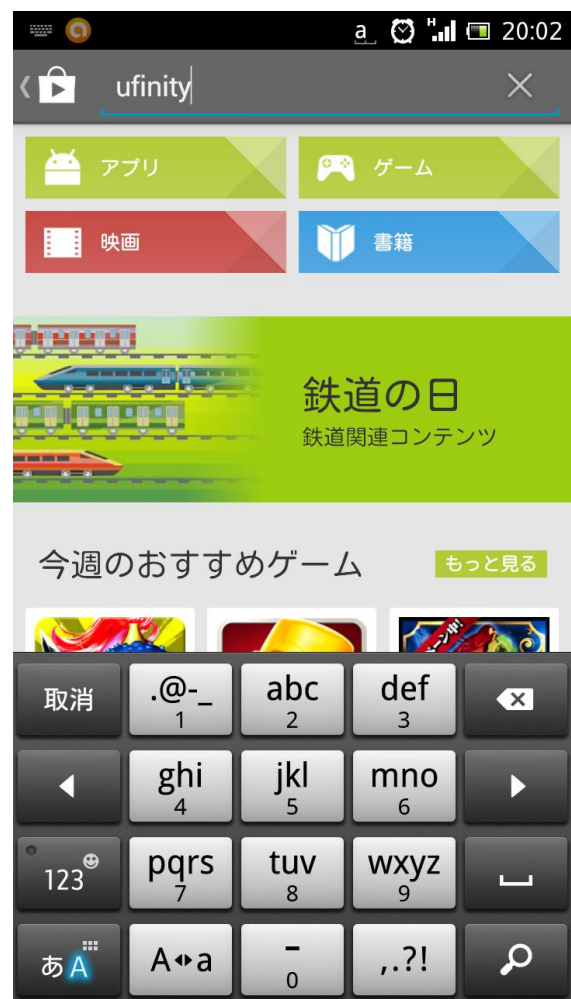 a H 20:02
ufinity
アプリ ゲーム
映画 書籍
鉄道の日
鉄道関連コンテンツ
今週のおすすめゲーム もっと見る
取消 .@-_ abc def
1 2 3
ghi jkl mno
4 5 6
123 pqrs tuv wxyz
7 8 9
あA A a - ,.?!
0